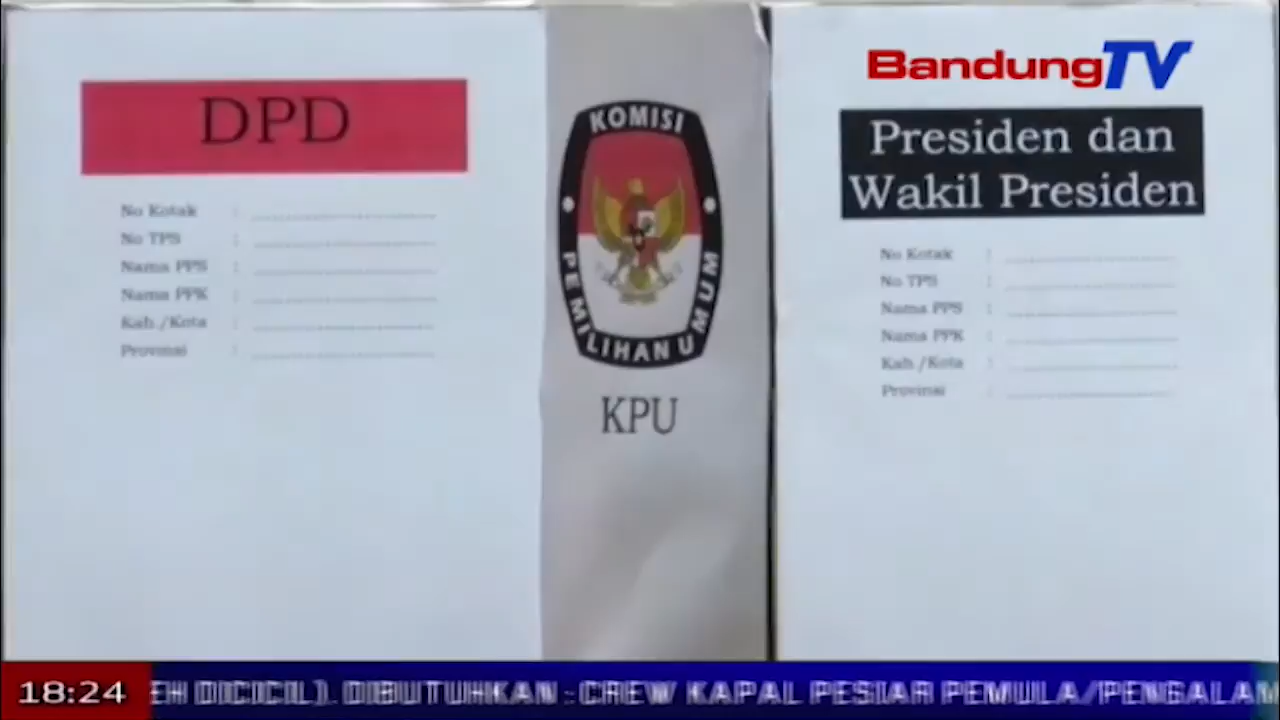 BandungTV
DPD
No Kotak :
No TPS :
Nama PPS :
Nama PPK :
Kab./Kota :
Provinsi :
KOMISI
PEMILIHAN UMUM
KPU
Presiden dan
Wakil Presiden
No Kotak :
No TPS :
Nama PPS :
Nama PPK :
Kab/Kota :
Provinsi :
18:24
EH DICICIL). DIBUTUHKAN : CREW KAPAL PESIAR PEMULA/PENGALAM